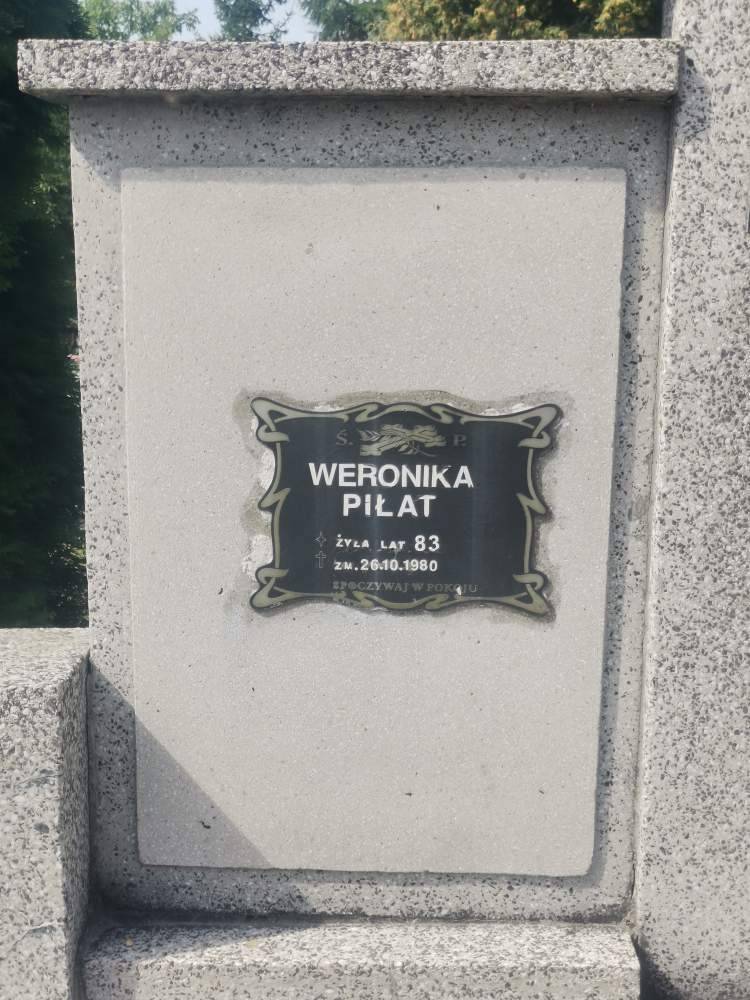 Ś. P.
WERONIKA
PIŁAT
ŻYŁA LAT 83
ZM. 26.10.1980
SPOCZYWAJ W POKOJU